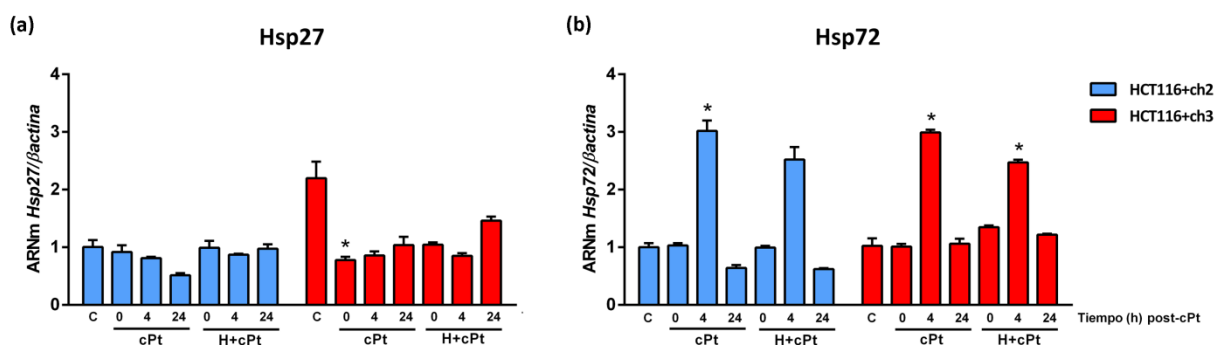 (a)
Hsp27
ARNm Hsp27/βactina
4
3
2
1
0
*
C 0 4 24 0 4 24 C 0 4 24 0 4 24
cPt H+cPt cPt H+cPt
(b)
Hsp72
ARNm Hsp72/βactina
4
3
2
1
0
* * *
C 0 4 24 0 4 24 C 0 4 24 0 4 24 Tiempo (h) post-cPt
cPt H+cPt cPt H+cPt
HCT116+ch2
HCT116+ch3